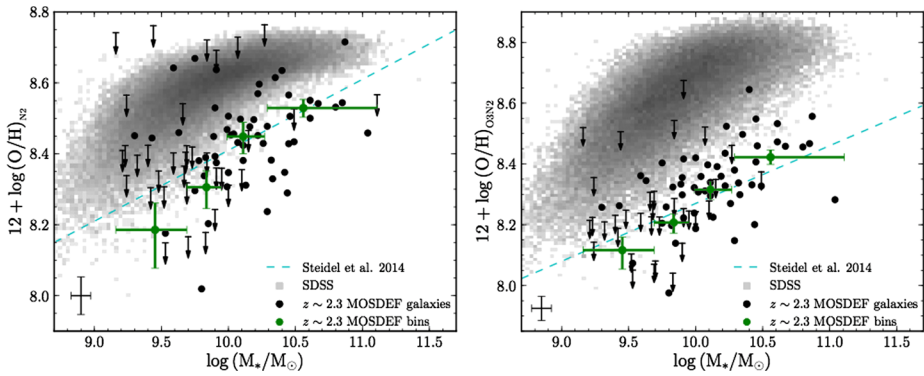 12 + log (O/H)N2
8.8
8.6
8.4
8.2
8.0
9.0 9.5 10.0 10.5 11.0 11.5
log (M*/M⊙)
Steidel et al. 2014
SDSS
z ∼ 2.3 MOSDEF galaxies
z ∼ 2.3 MOSDEF bins
12 + log (O/H)O3N2
8.8
8.6
8.4
8.2
8.0
9.0 9.5 10.0 10.5 11.0 11.5
log (M*/M⊙)
Steidel et al. 2014
SDSS
z ∼ 2.3 MOSDEF galaxies
z ∼ 2.3 MOSDEF bins